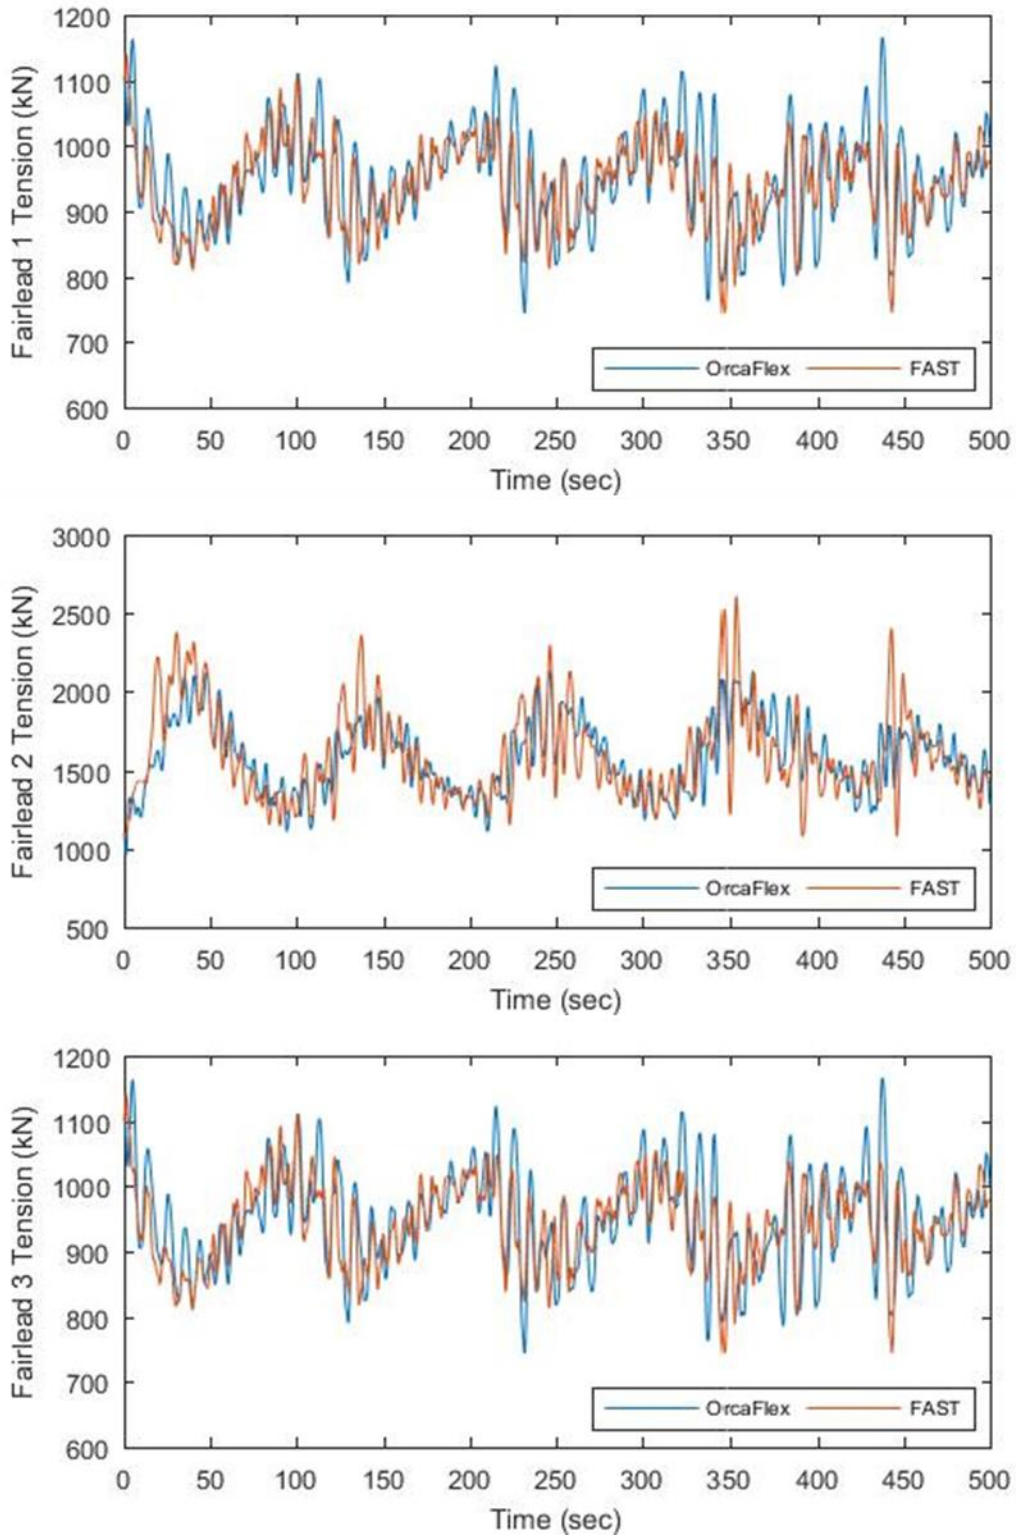 1200
1100
1000
900
800
700
600
Fairlead 1 Tension (kN)
OrcaFlex FAST
0 50 100 150 200 250 300 350 400 450 500
Time (sec)
3000
2500
2000
1500
1000
500
Fairlead 2 Tension (kN)
OrcaFlex FAST
0 50 100 150 200 250 300 350 400 450 500
Time (sec)
1200
1100
1000
900
800
700
600
Fairlead 3 Tension (kN)
OrcaFlex FAST
0 50 100 150 200 250 300 350 400 450 500
Time (sec)